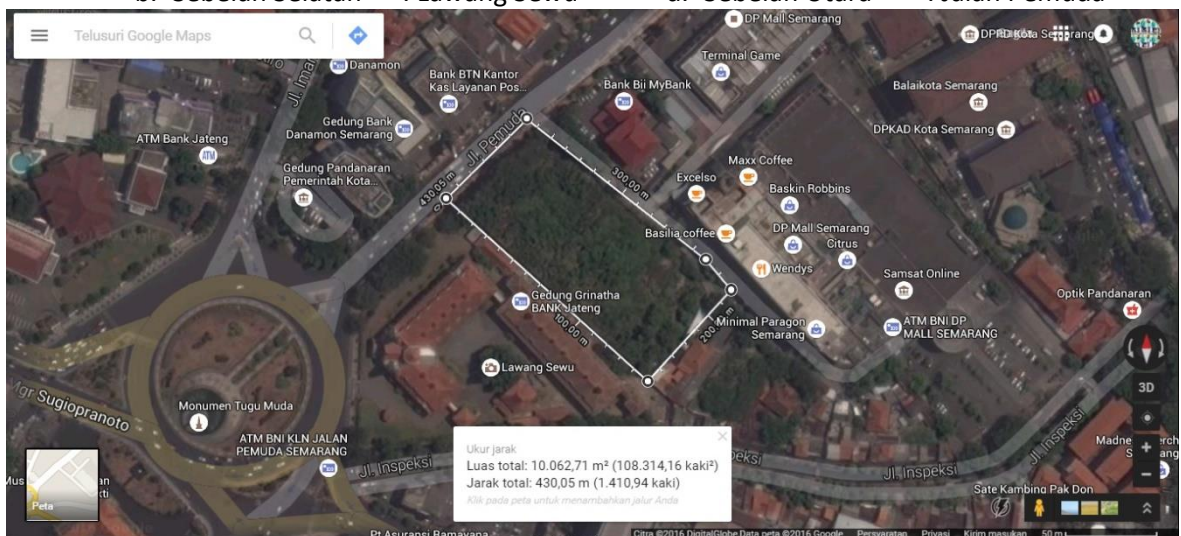 b. Sebelah Selatan : Lawang Sewu
d. Sebelah Utara : Jalan Pemuda
Telusuri Google Maps
Danamon
Bank BTN Kantor
Kas Layanan Pos...
Gedung Bank
Danamon Semarang
ATM Bank Jateng
Gedung Pandanaran
Pemerintah Kota...
Jl. Imam
Jl. Pemuda
430,05 m
300.00 m
100.00 m
Bank Bii MyBank
DP Mall Semarang
Terminal Game
Balaikota Semarang
DPKAD Kota Semarang
Maxx Coffee
Excelso
Baskin Robbins
Basilia coffee
DP Mall Semarang
Citrus
Wendys
Samsat Online
Optik Pandanaran
Minimal Paragon
Semarang
ATM BNI DP
MALL SEMARANG
Gedung Grinatha
BANK Jateng
Lawang Sewu
Mgr Sugiopranoto
Monumen Tugu Muda
ATM BNI KLN JALAN
PEMUDA SEMARANG
Jl. Inspeksi
Jl. Inspeksi
Jl. Inspeksi
3D
Peta
Ukur jarak
Luas total: 10.062,71 m² (108.314,16 kaki²)
Jarak total: 430,05 m (1.410,94 kaki)
Klik pada peta untuk menambahkan jalur Anda
Sate Kambing Pak Don
Pt Asuransi Ramayana
Citra ©2016 DigitalGlobe Data peta ©2016 Google Persyaratan Privasi Kirim masukan 50 m